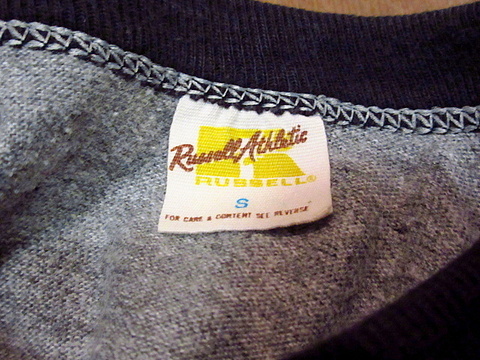 Russell Athletic
RUSSELL®
S
FOR CARE & CONTENT SEE REVERSE